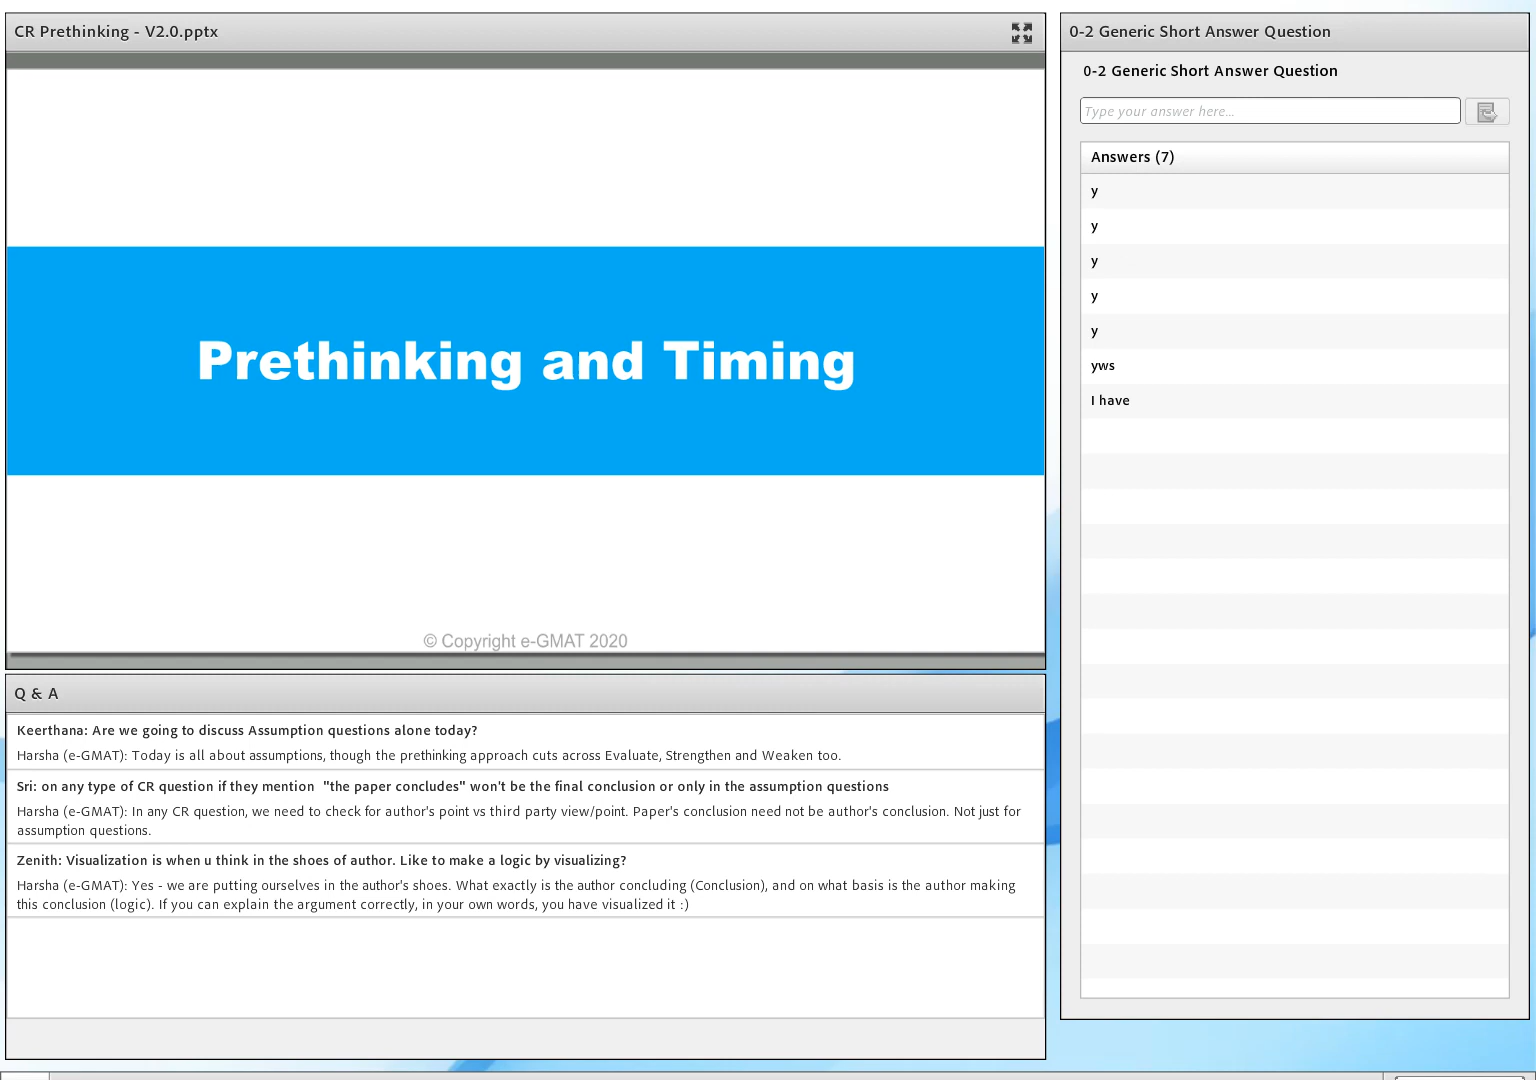 CR Prethinking - V2.0.pptx
Prethinking and Timing
© Copyright e-GMAT 2020
Q & A
Keerthana: Are we going to discuss Assumption questions alone today?
Harsha (e-GMAT): Today is all about assumptions, though the prethinking approach cuts across Evaluate, Strengthen and Weaken too.
Sri: on any type of CR question if they mention  "the paper concludes" won't be the final conclusion or only in the assumption questions
Harsha (e-GMAT): In any CR question, we need to check for author's point vs third party view/point. Paper's conclusion need not be author's conclusion. Not just for
assumption questions.
Zenith: Visualization is when u think in the shoes of author. Like to make a logic by visualizing?
Harsha (e-GMAT): Yes - we are putting ourselves in the author's shoes. What exactly is the author concluding (Conclusion), and on what basis is the author making
this conclusion (logic). If you can explain the argument correctly, in your own words, you have visualized it :)
0-2 Generic Short Answer Question
0-2 Generic Short Answer Question
Type your answer here...
Answers (7)
y
y
y
y
y
yws
I have